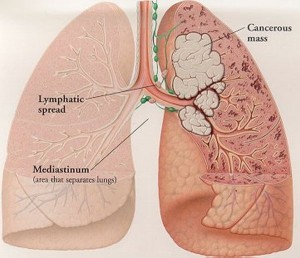 Cancerous
mass
Lymphatic
spread
Mediastinum
(area that separates lungs)